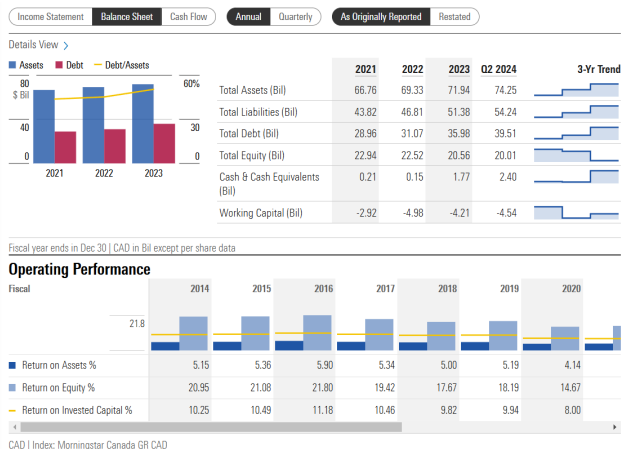 Income Statement Balance Sheet Cash Flow Annual Quarterly As Originally Reported Restated
Details View >
Assets Debt Debt/Assets
80 60%
$ Bil
40 30
0 0
2021 2022 2023
2021 2022 2023 Q2 2024 3-Yr Trend
Total Assets (Bil) 66.76 69.33 71.94 74.25
Total Liabilities (Bil) 43.82 46.81 51.38 54.24
Total Debt (Bil) 28.96 31.07 35.98 39.51
Total Equity (Bil) 22.94 22.52 20.56 20.01
Cash & Cash Equivalents (Bil) 0.21 0.15 1.77 2.40
Working Capital (Bil) -2.92 -4.98 -4.21 -4.54
Fiscal year ends in Dec 30 | CAD in Bil except per share data
Operating Performance
Fiscal 2014 2015 2016 2017 2018 2019 2020
21.8
Return on Assets % 5.15 5.36 5.90 5.34 5.00 5.19 4.14
Return on Equity % 20.95 21.08 21.80 19.42 17.67 18.19 14.67
Return on Invested Capital % 10.25 10.49 11.18 10.46 9.82 9.94 8.00
CAD | Index: Morningstar Canada GR CAD